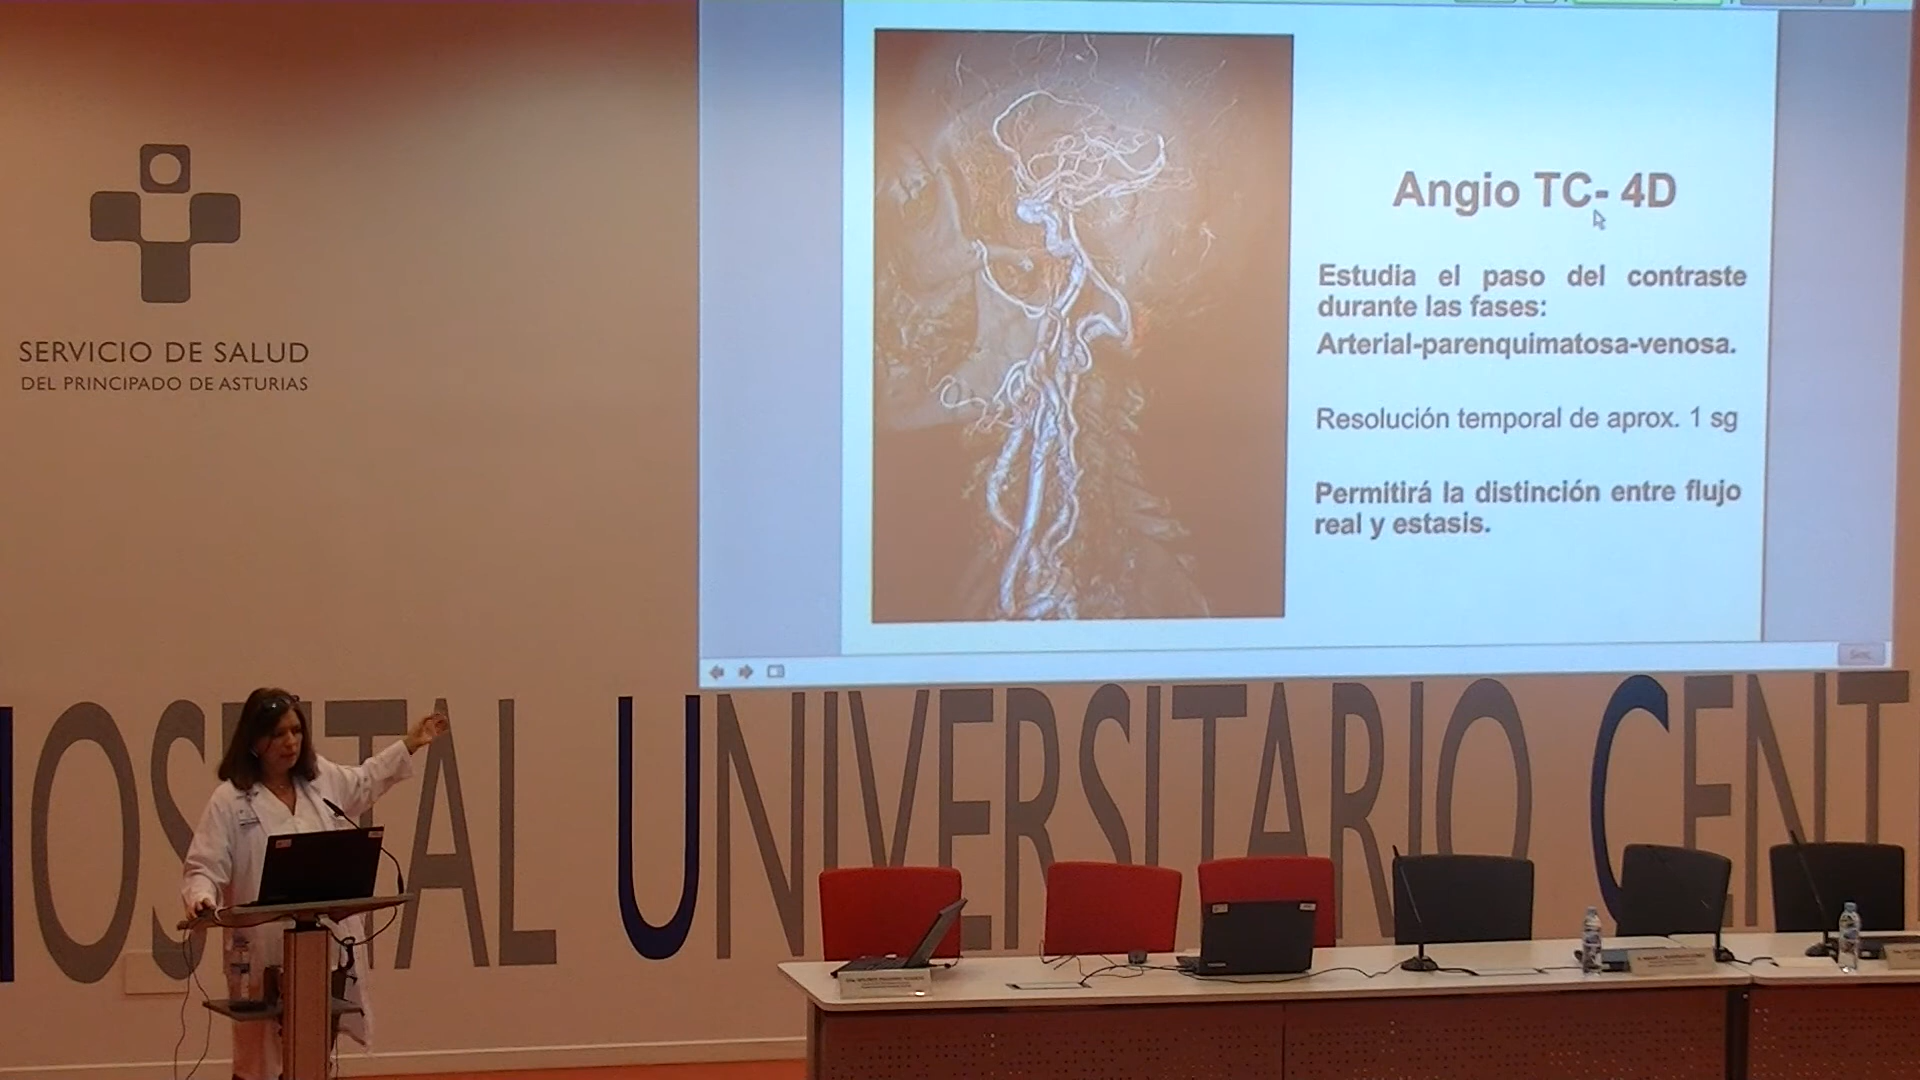 SERVICIO DE SALUD
DEL PRINCIPADO DE ASTURIAS
Angio TC- 4D
Estudia el paso del contraste
durante las fases:
Arterial-parenquimatosa-venosa.
Resolución temporal de aprox. 1 sg
Permitirá la distinción entre flujo
real y estasis.
UNIVERSITARIO CENT